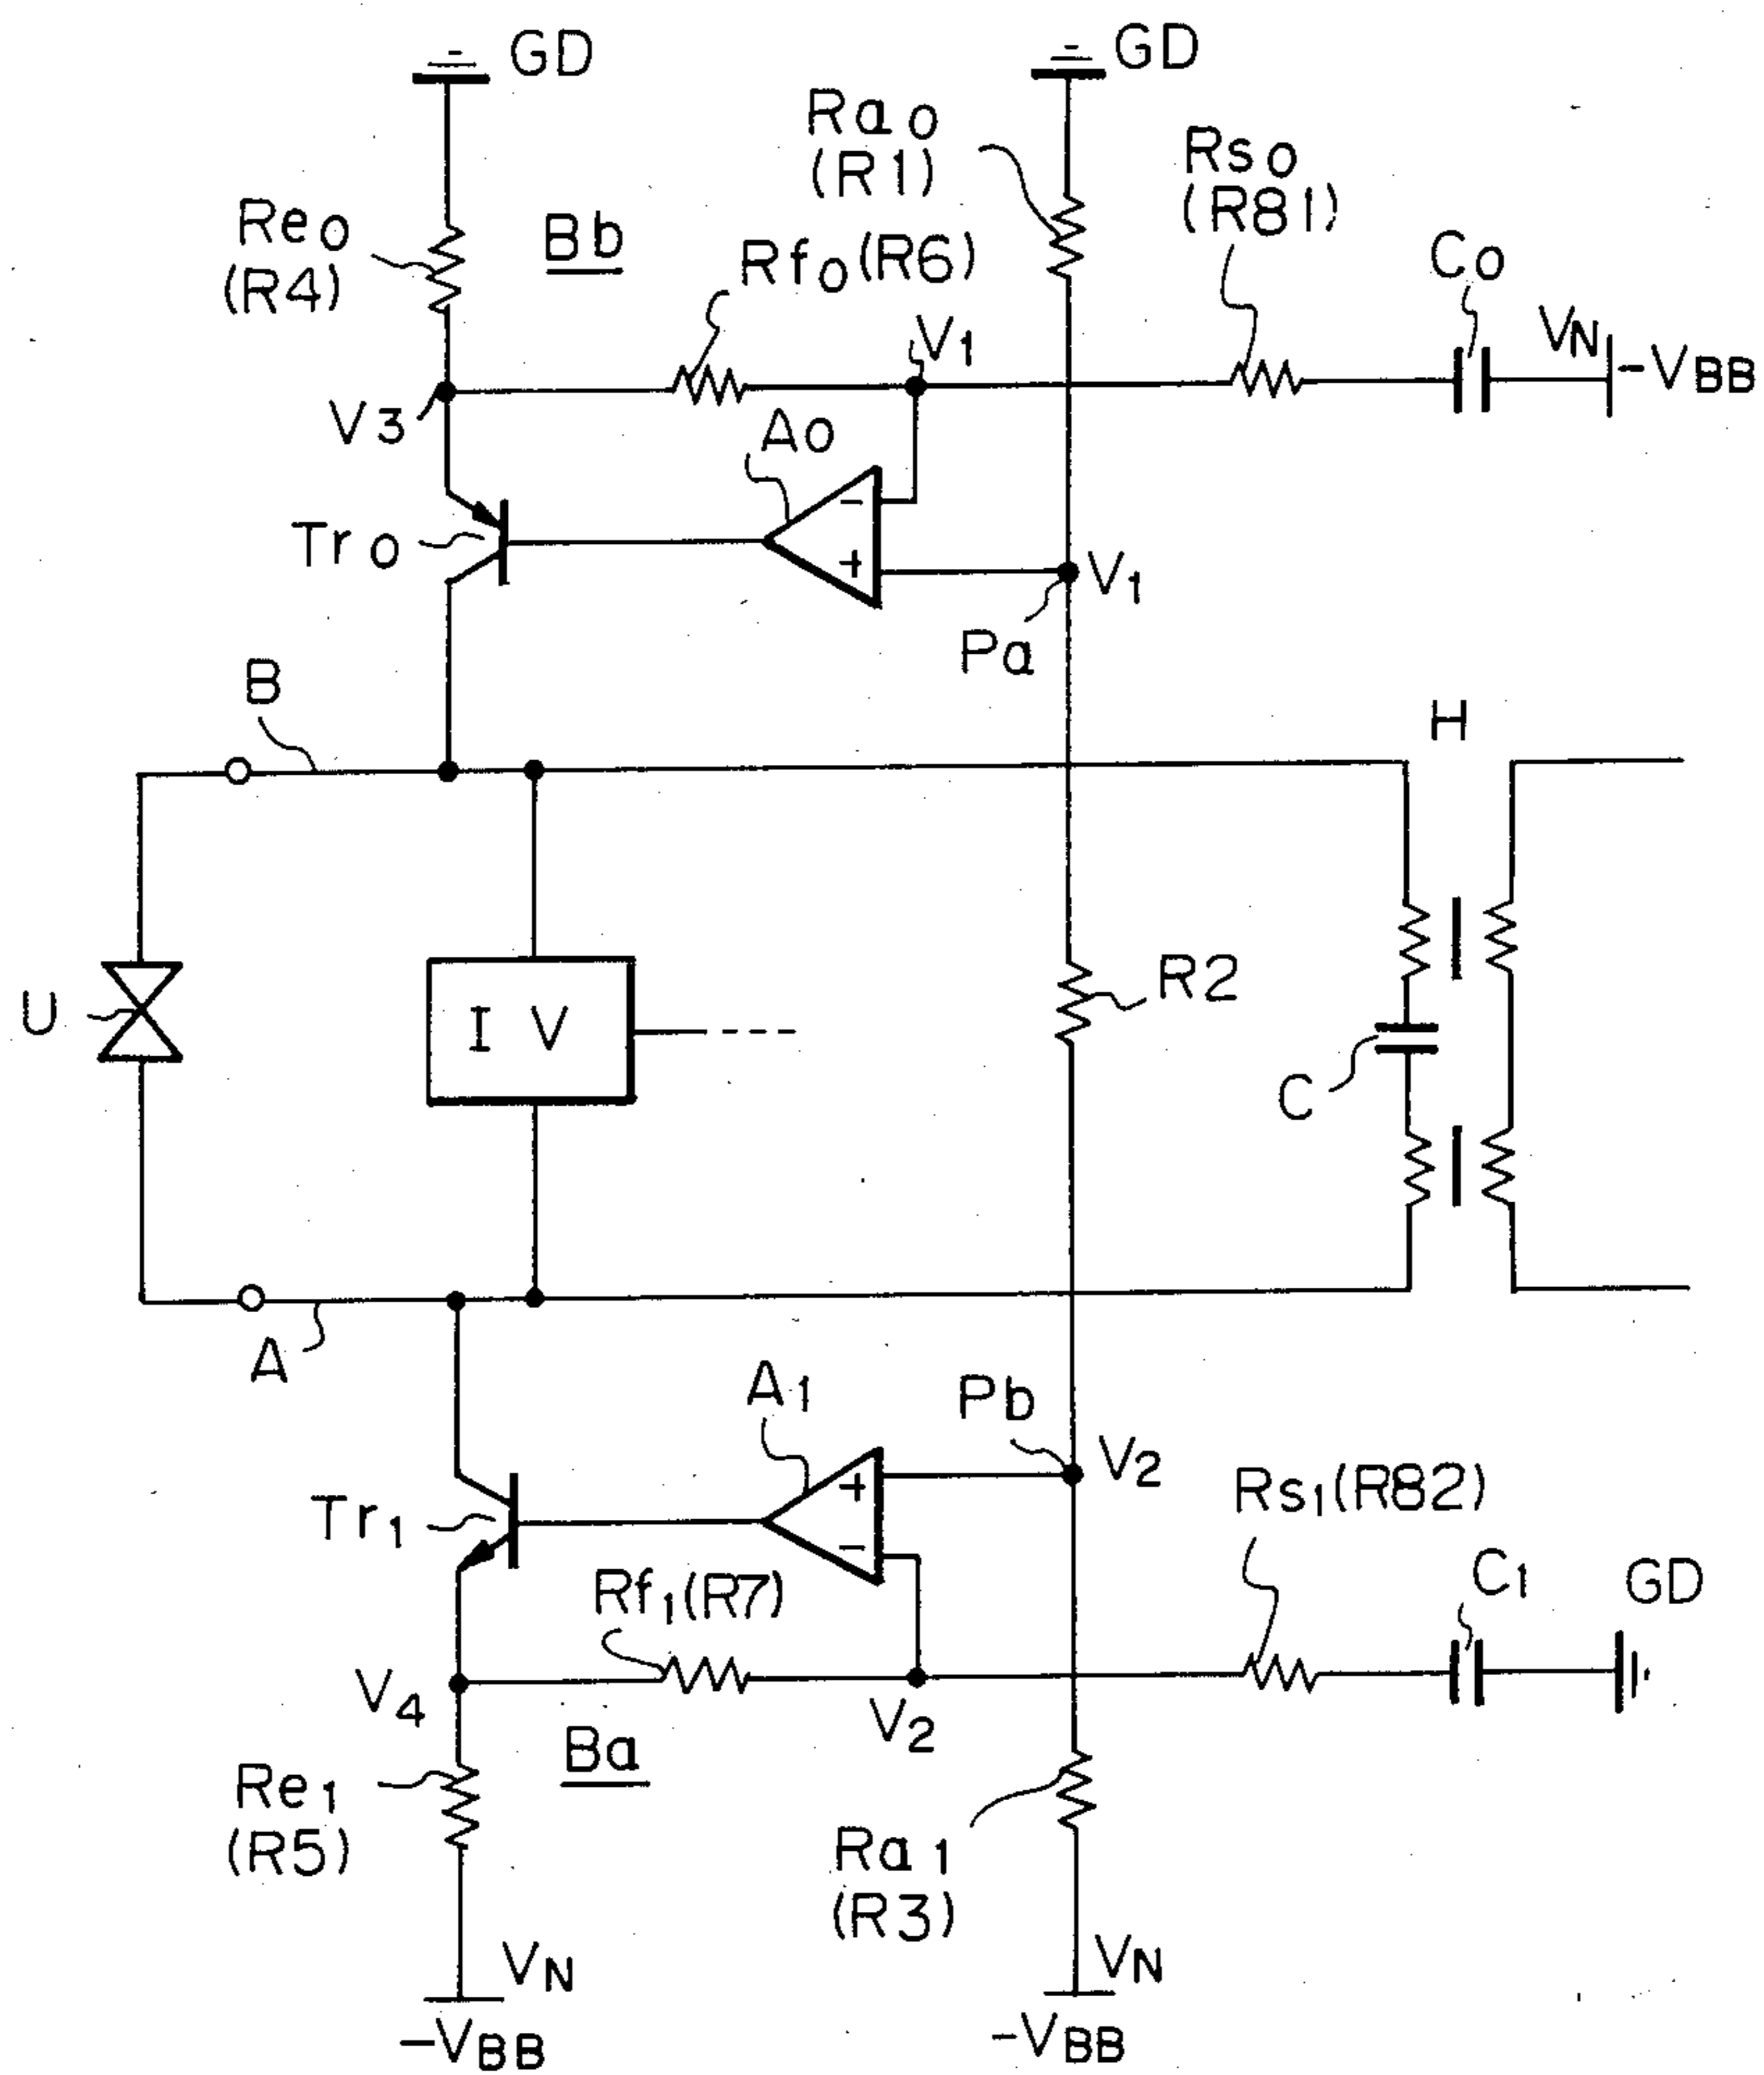 GD
GD
Ra0
(R1)
Rs0
(R81)
Re0
(R4)
Bb
Rf0(R6)
C0
V1
VN
-VBB
V3
A0
-
+
Tr0
V1
Pa
B
H
U
I V
R2
C
A
A1
Pb
V2
+
-
Tr1
Rs1(R82)
Rf1(R7)
C1
GD
V4
V2
Ba
Re1
(R5)
Ra1
(R3)
VN
-VBB
VN
-VBB